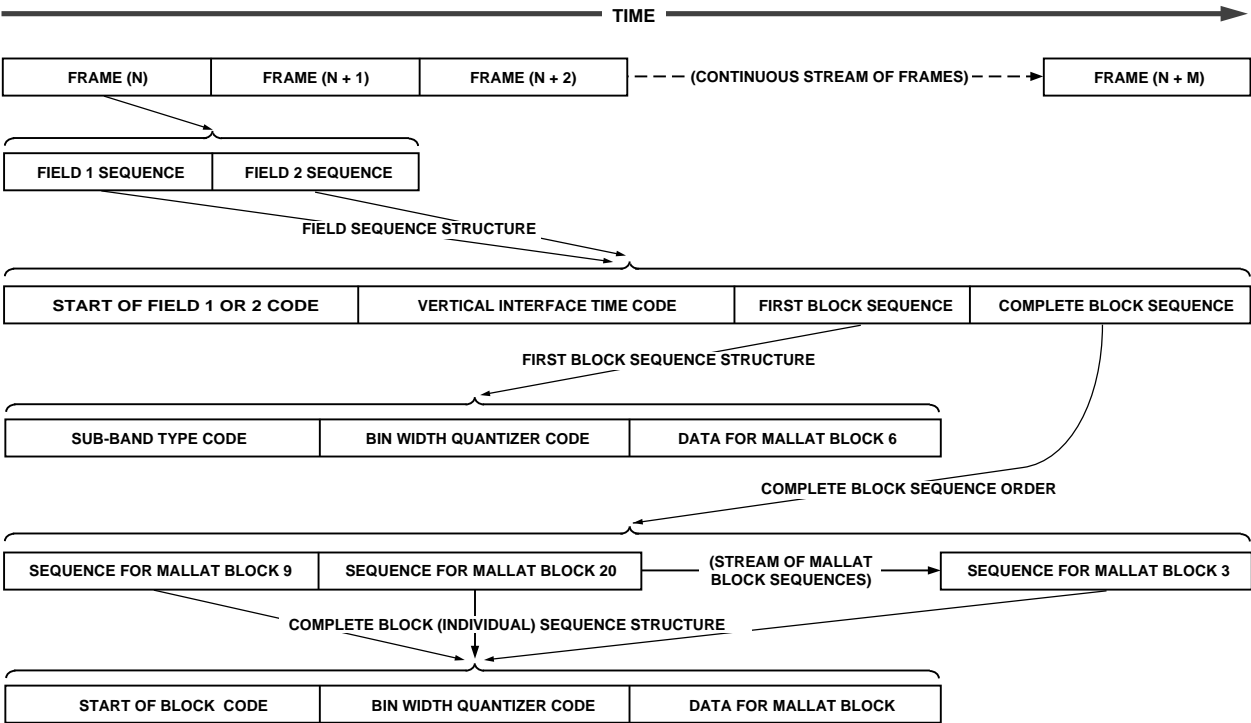 TIME
FRAME (N) FRAME (N + 1) FRAME (N + 2) (CONTINUOUS STREAM OF FRAMES) FRAME (N + M)
FIELD 1 SEQUENCE FIELD 2 SEQUENCE
FIELD SEQUENCE STRUCTURE
START OF FIELD 1 OR 2 CODE VERTICAL INTERFACE TIME CODE FIRST BLOCK SEQUENCE COMPLETE BLOCK SEQUENCE
FIRST BLOCK SEQUENCE STRUCTURE
SUB-BAND TYPE CODE BIN WIDTH QUANTIZER CODE DATA FOR MALLAT BLOCK 6
COMPLETE BLOCK SEQUENCE ORDER
SEQUENCE FOR MALLAT BLOCK 9 SEQUENCE FOR MALLAT BLOCK 20 (STREAM OF MALLAT
BLOCK SEQUENCES) SEQUENCE FOR MALLAT BLOCK 3
COMPLETE BLOCK (INDIVIDUAL) SEQUENCE STRUCTURE
START OF BLOCK CODE BIN WIDTH QUANTIZER CODE DATA FOR MALLAT BLOCK